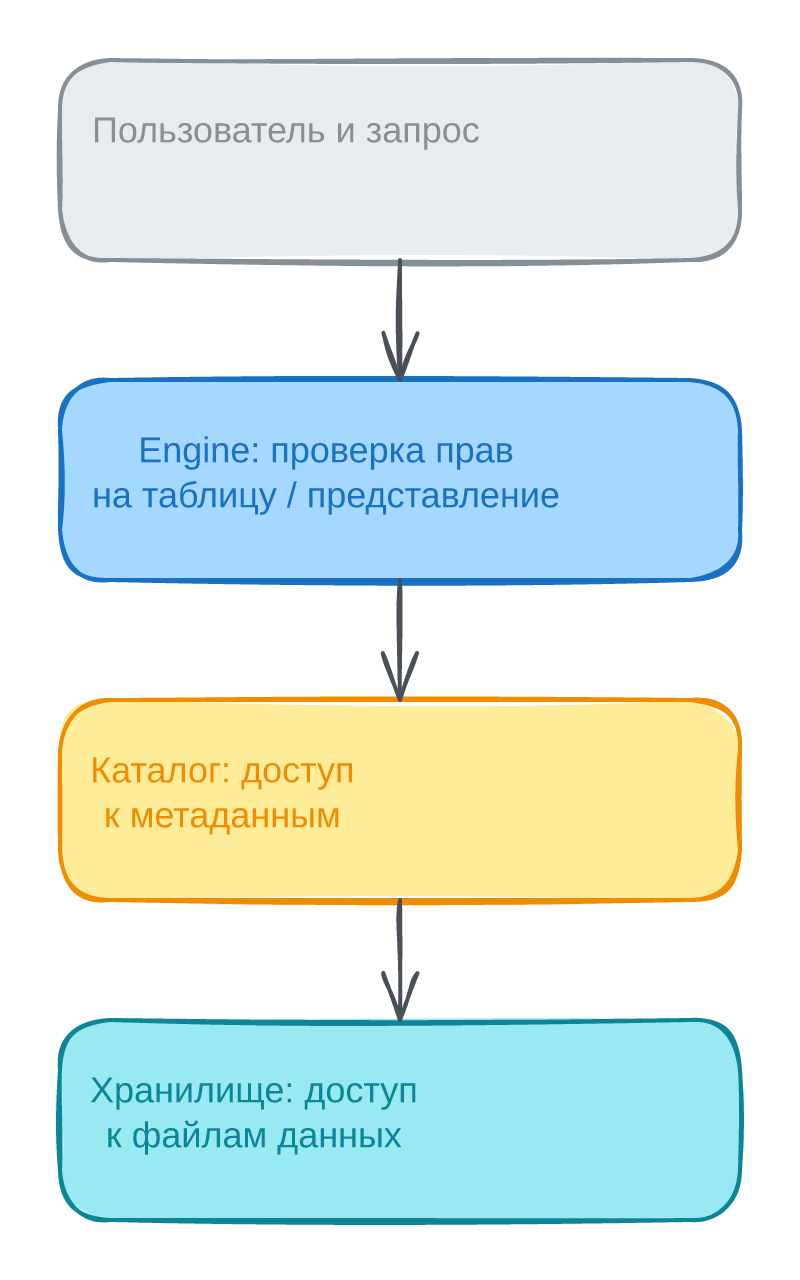 Пользователь и запрос
Engine: проверка прав
на таблицу / представление
Каталог: доступ
к метаданным
Хранилище: доступ
к файлам данных